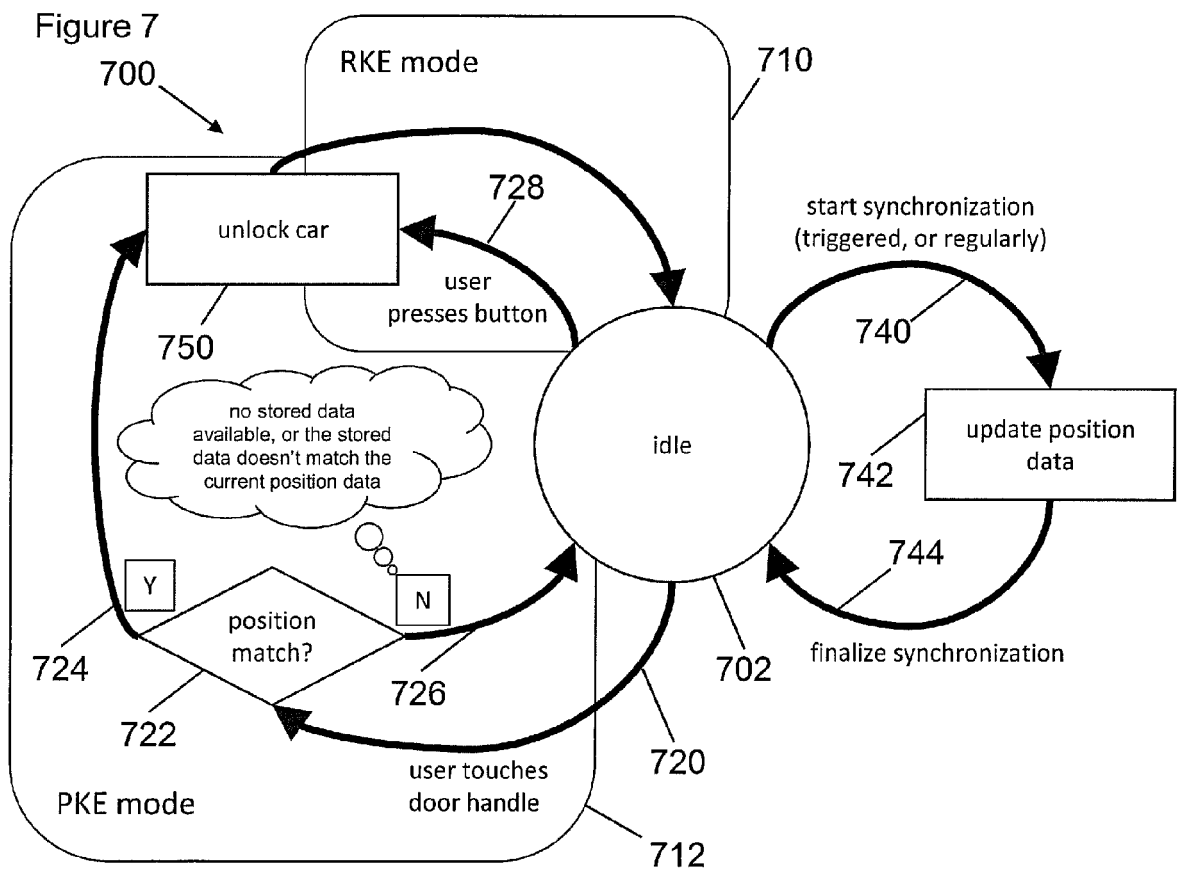 Figure 7
700
RKE mode
710
728
unlock car
user
presses button
750
start synchronization
(triggered, or regularly)
740
no stored data
available, or the stored
data doesn't match the
current position data
idle
update position
data
742
744
Y
N
position
match?
724
726
722
702
finalize synchronization
720
user touches
door handle
PKE mode
712